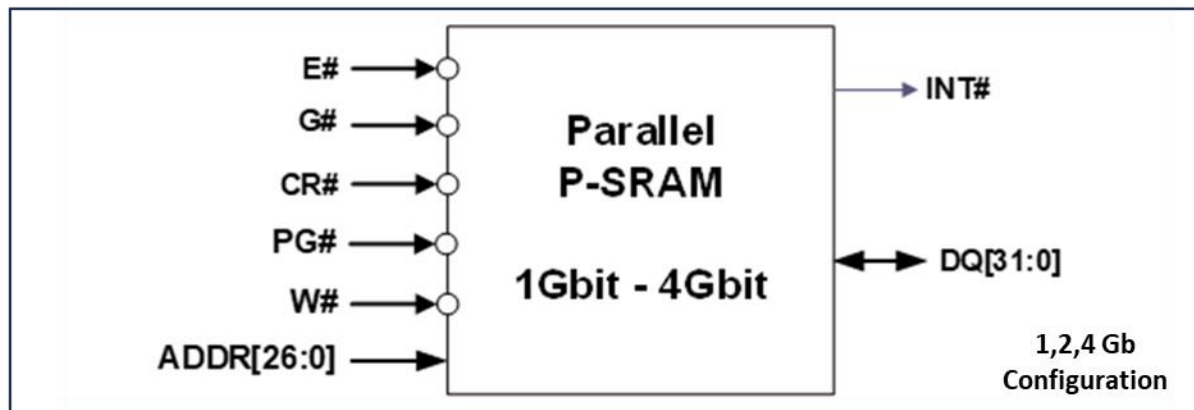 E#
G#
CR#
PG#
W#
ADDR[26:0]
Parallel
P-SRAM
1Gbit - 4Gbit
INT#
DQ[31:0]
1,2,4 Gb
Configuration